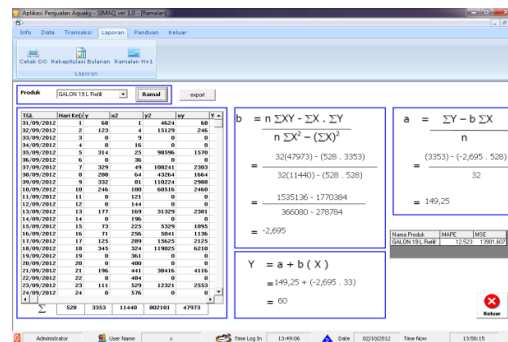 Aplikasi Penjualan Aquaky - SIMAQ ver 1.0 - [Ramalan]
Info Data Transaksi Laporan Panduan Keluar
Cetak DO Rekapitulasi Bulanan Ramalan H+1
Laporan
Produk GALON 19 L Refill Ramal export
TGL Hari Ke(x) y x2 y2 xy
31/09/2012 1 68 1 4624 68
02/09/2012 2 123 4 15129 246
03/09/2012 3 0 9 0 0
04/09/2012 4 0 16 0 0
05/09/2012 5 314 25 98596 1570
06/09/2012 6 0 36 0 0
07/09/2012 7 329 49 108241 2303
08/09/2012 8 208 64 43264 1664
09/09/2012 9 332 81 110224 2988
10/09/2012 10 246 100 60516 2460
11/09/2012 11 0 121 0 0
12/09/2012 12 0 144 0 0
13/09/2012 13 177 169 31329 2301
14/09/2012 14 0 196 0 0
15/09/2012 15 73 225 5329 1095
16/09/2012 16 71 256 5041 1136
17/09/2012 17 125 289 15625 2125
18/09/2012 18 345 324 119025 6210
19/09/2012 19 0 361 0 0
20/09/2012 20 0 400 0 0
21/09/2012 21 196 441 38416 4116
22/09/2012 22 0 484 0 0
23/09/2012 23 111 529 12321 2553
24/09/2012 24 0 576 0 0
Σ 528 3353 11440 802101 47973
b = n ΣXY - ΣX . ΣY
n ΣX² – (ΣX)²
= 32(47973) - (528 . 3353)
32(11440) - (528 . 528)
= 1535136 - 1770384
366080 - 278784
= -2,695
Y = a + b ( X )
= 149,25 + (-2,695 . 33)
= 60
a = ΣY – b ΣX
n
= (3353) - (-2,695 . 528)
32
= 149,25
Nama Produk MAPE MSE
GALON 19 L Refill 12.523 13901.607
Keluar
Administrator User Name x Time Log In 13:49:06 Date 02/10/2012 Time Now 13:50:15